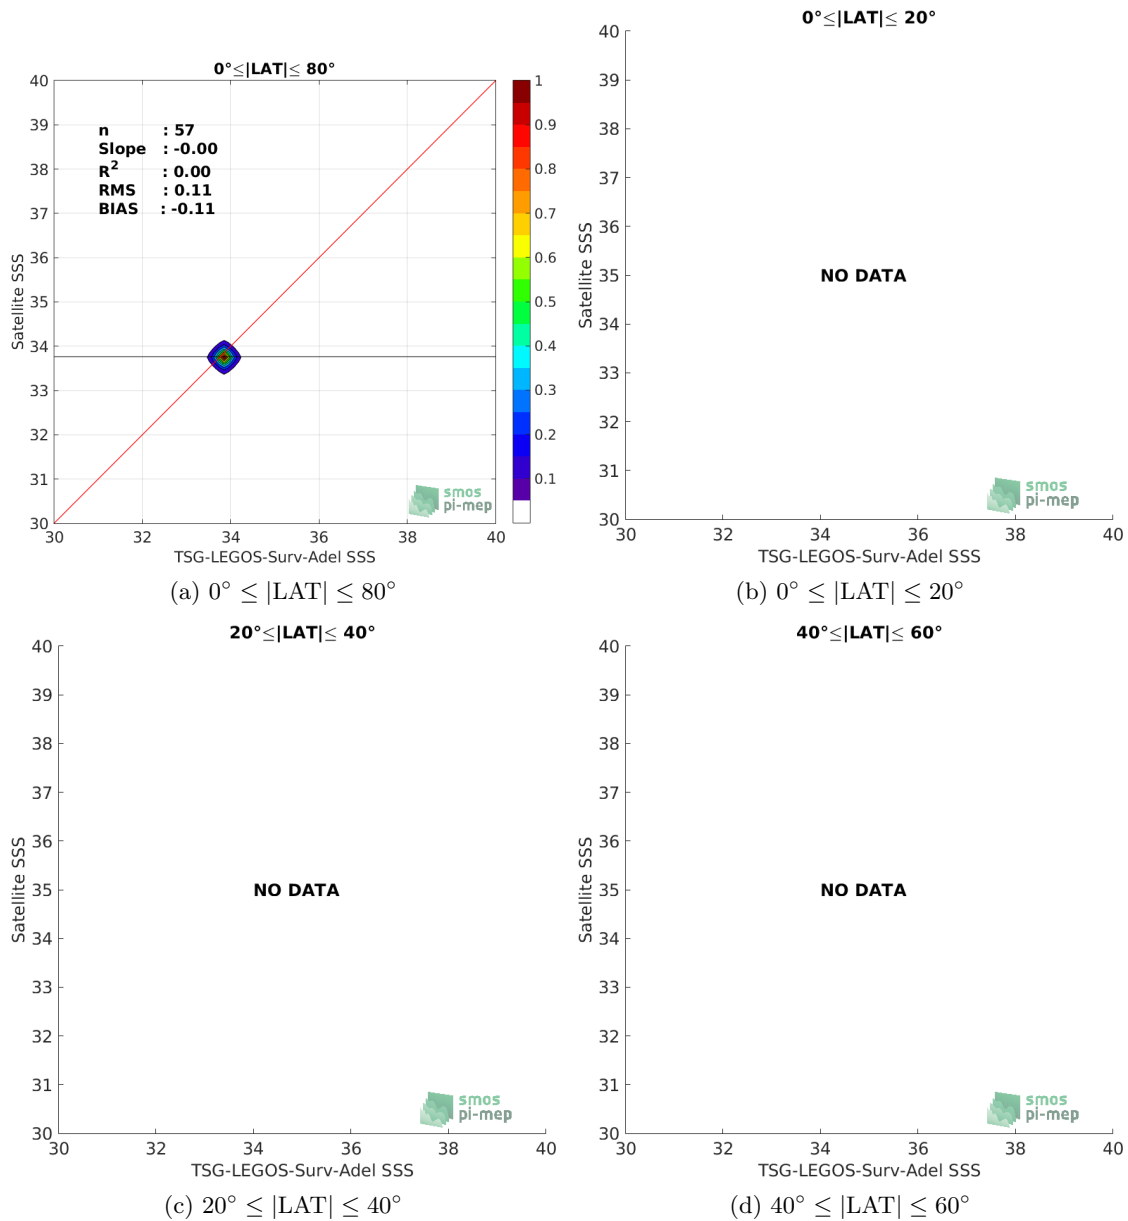 0°≤|LAT|≤ 80°
40
39
38
37
36
35
34
33
32
31
30
n : 57
Slope : -0.00
R² : 0.00
RMS : 0.11
BIAS : -0.11
Satellite SSS
30 32 34 36 38 40
TSG-LEGOS-Surv-Adel SSS
1
0.9
0.8
0.7
0.6
0.5
0.4
0.3
0.2
0.1
smos
pi-mep
(a) 0° ≤ |LAT| ≤ 80°
0°≤|LAT|≤ 20°
40
39
38
37
36
35
34
33
32
31
30
Satellite SSS
NO DATA
smos
pi-mep
30 32 34 36 38 40
TSG-LEGOS-Surv-Adel SSS
(b) 0° ≤ |LAT| ≤ 20°
20°≤|LAT|≤ 40°
40
39
38
37
36
35
34
33
32
31
30
Satellite SSS
NO DATA
smos
pi-mep
30 32 34 36 38 40
TSG-LEGOS-Surv-Adel SSS
(c) 20° ≤ |LAT| ≤ 40°
40°≤|LAT|≤ 60°
40
39
38
37
36
35
34
33
32
31
30
Satellite SSS
NO DATA
smos
pi-mep
30 32 34 36 38 40
TSG-LEGOS-Surv-Adel SSS
(d) 40° ≤ |LAT| ≤ 60°